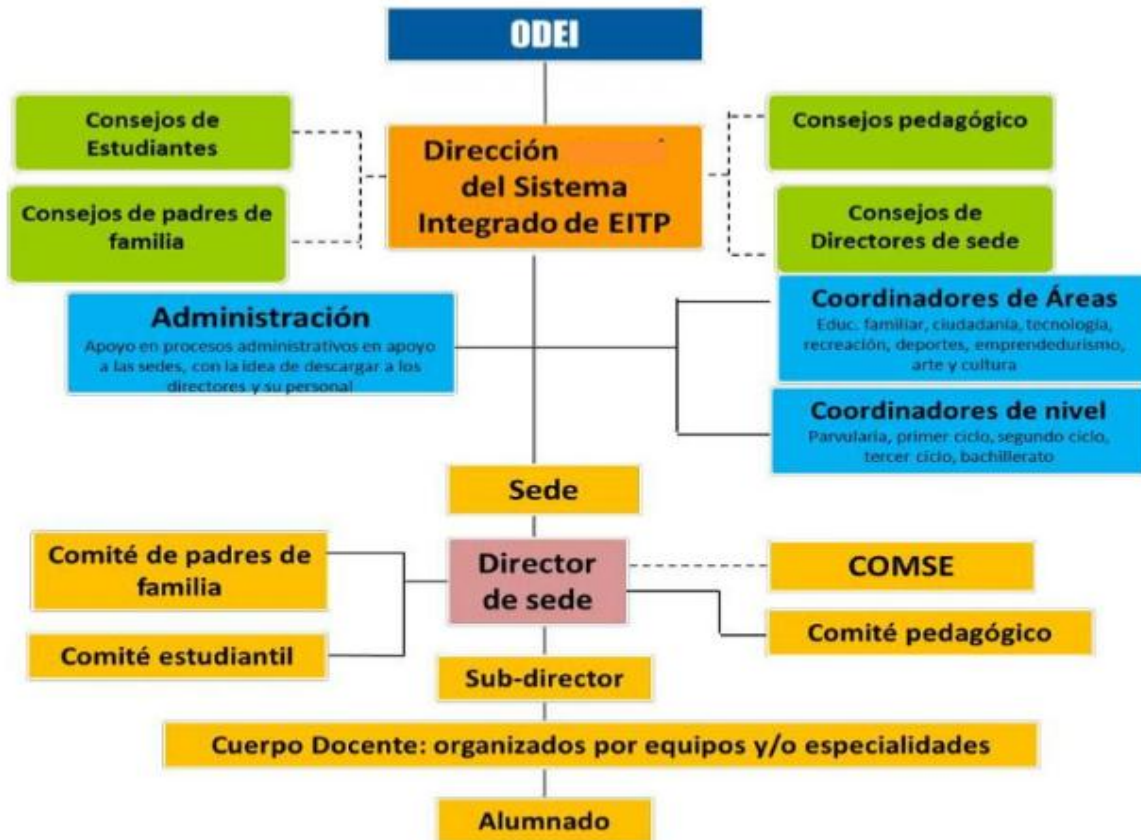 ODEI
Consejos de
Estudiantes
Consejos de padres de
familia
Dirección
del Sistema
Integrado de EITP
Consejos pedagógico
Consejos de
Directores de sede
Administración
Apoyo en procesos administrativos en apoyo
a las sedes, con la idea de descargar a los
directores y su personal
Coordinadores de Áreas
Educ. familiar, ciudadanía, tecnología,
recreación, deportes, emprendedurismo,
arte y cultura
Coordinadores de nivel
Parvularia, primer ciclo, segundo ciclo,
tercer ciclo, bachillerato
Sede
Comité de padres de
familia
Comité estudiantil
Director
de sede
COMSE
Comité pedagógico
Sub-director
Cuerpo Docente: organizados por equipos y/o especialidades
Alumnado